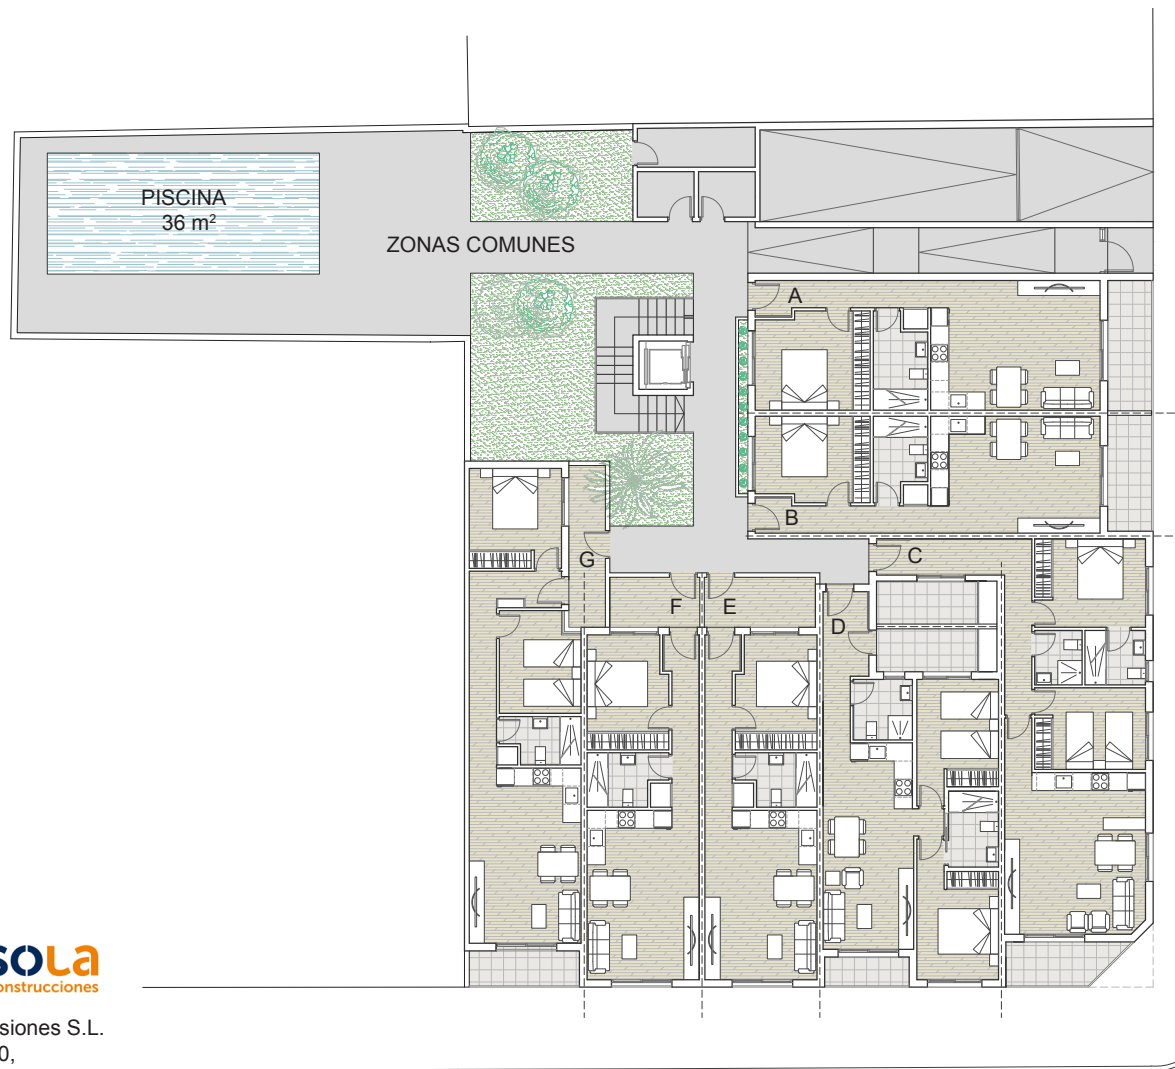 PISCINA
36 m²
ZONAS COMUNES
A
B
C
G
F
E
D
sola
onstrucciones
siones S.L.
0,